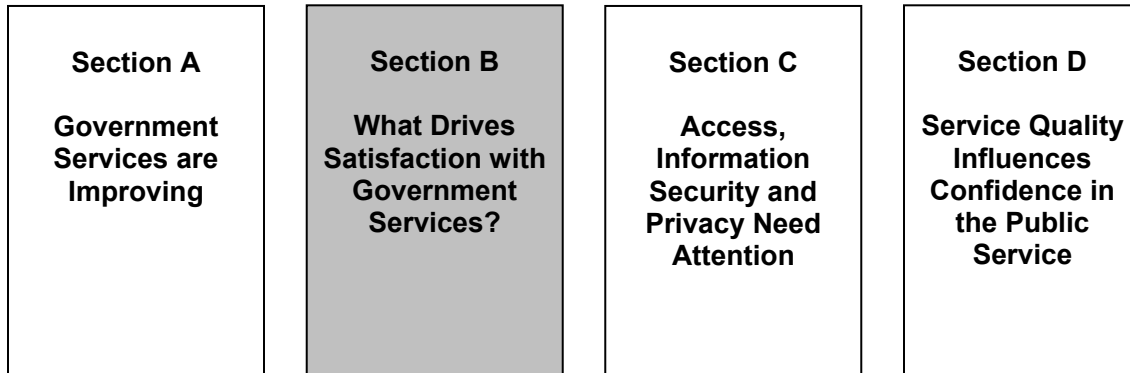 Section A
Government
Services are
Improving
Section B
What Drives
Satisfaction with
Government
Services?
Section C
Access,
Information
Security and
Privacy Need
Attention
Section D
Service Quality
Influences
Confidence in
the Public
Service